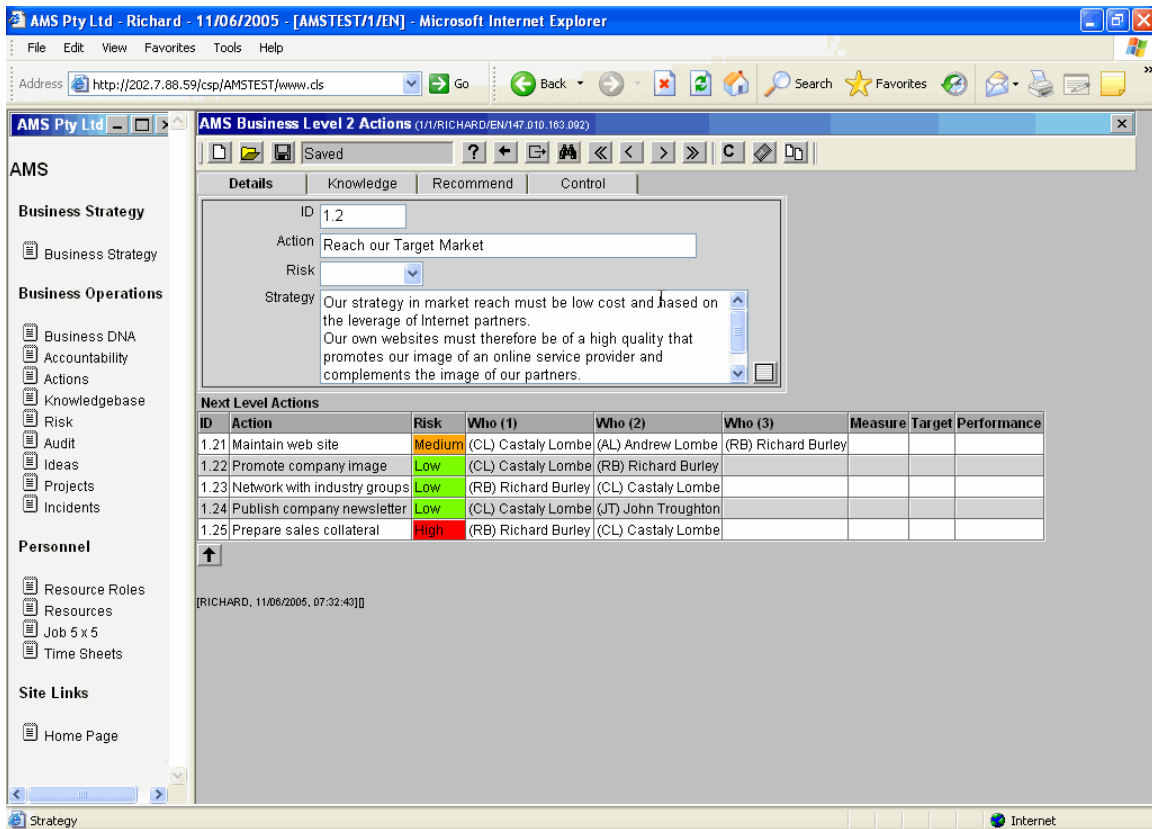 AMS Pty Ltd - Richard - 11/06/2005 - [AMSTEST/1/EN] - Microsoft Internet Explorer
File Edit View Favorites Tools Help
Address http://202.7.88.59/csp/AMSTEST/www.cls Go Back Search Favorites
AMS Pty Ltd
AMS
Business Strategy
Business Strategy
Business Operations
Business DNA
Accountability
Actions
Knowledgebase
Risk
Audit
Ideas
Projects
Incidents
Personnel
Resource Roles
Resources
Job 5 x 5
Time Sheets
Site Links
Home Page
AMS Business Level 2 Actions (1/1/RICHARD/EN/147.010.163.092)
Saved ? C
Details Knowledge Recommend Control
ID 1.2
Action Reach our Target Market
Risk
Strategy Our strategy in market reach must be low cost and based on
the leverage of Internet partners.
Our own websites must therefore be of a high quality that
promotes our image of an online service provider and
complements the image of our partners.
Next Level Actions
ID Action Risk Who (1) Who (2) Who (3) Measure Target Performance
1.21 Maintain web site Medium (CL) Castaly Lombe (AL) Andrew Lombe (RB) Richard Burley
1.22 Promote company image Low (CL) Castaly Lombe (RB) Richard Burley
1.23 Network with industry groups Low (RB) Richard Burley (CL) Castaly Lombe
1.24 Publish company newsletter Low (CL) Castaly Lombe (JT) John Troughton
1.25 Prepare sales collateral High (RB) Richard Burley (CL) Castaly Lombe
[RICHARD, 11/06/2005, 07:32:43][]
Strategy Internet